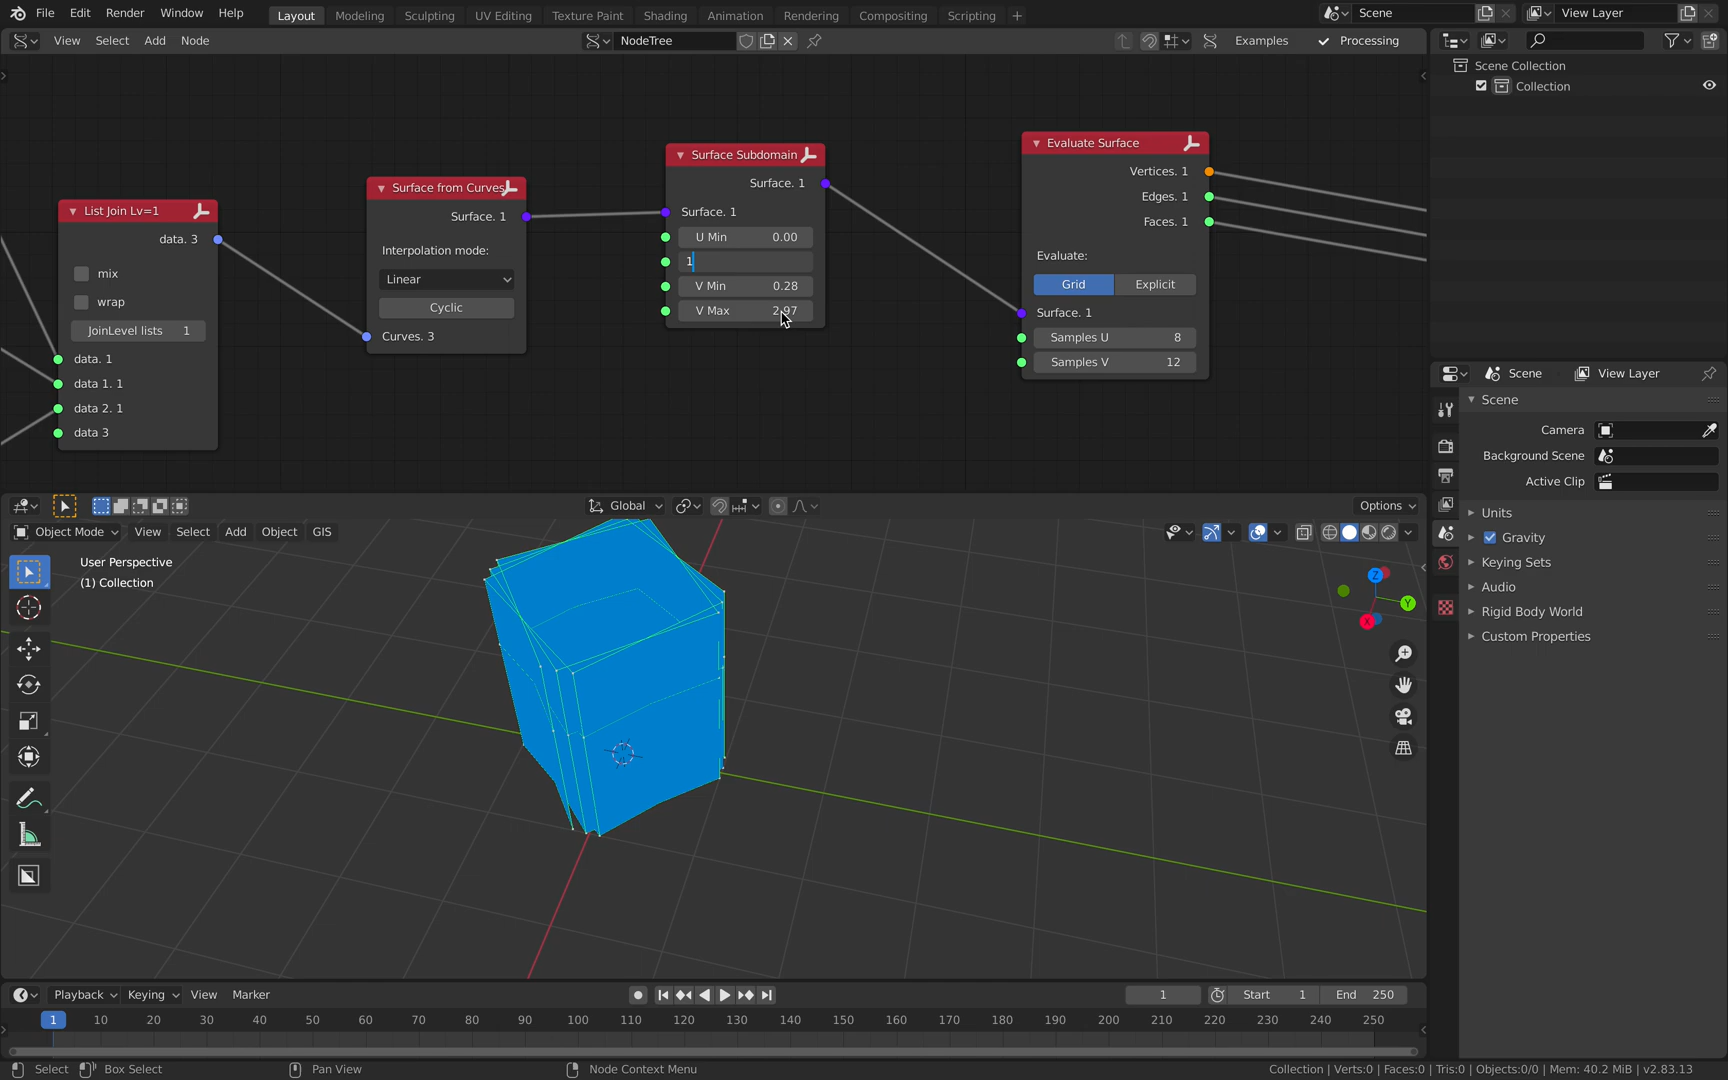 File Edit Render Window Help Layout Modeling Sculpting UV Editing Texture Paint Shading Animation Rendering Compositing Scripting + Scene View Layer
View Select Add Node NodeTree Examples Processing
Scene Collection
Collection
List Join Lv=1
data. 3
mix
wrap
JoinLevel lists 1
data. 1
data 1. 1
data 2. 1
data 3
Surface from Curves
Surface. 1
Interpolation mode:
Linear
Cyclic
Curves. 3
Surface Subdomain
Surface. 1
Surface. 1
U Min 0.00
1
V Min 0.28
V Max 2.97
Evaluate Surface
Vertices. 1
Edges. 1
Faces. 1
Evaluate:
Grid Explicit
Surface. 1
Samples U 8
Samples V 12
Scene View Layer
Scene
Camera
Background Scene
Active Clip
Units
Gravity
Keying Sets
Audio
Rigid Body World
Custom Properties
Global Options
Object Mode View Select Add Object GIS
User Perspective
(1) Collection
Z
Y
X
Playback Keying View Marker 1 Start 1 End 250
1 10 20 30 40 50 60 70 80 90 100 110 120 130 140 150 160 170 180 190 200 210 220 230 240 250
Select Box Select Pan View Node Context Menu Collection | Verts:0 | Faces:0 | Tris:0 | Objects:0/0 | Mem: 40.2 MiB | v2.83.13